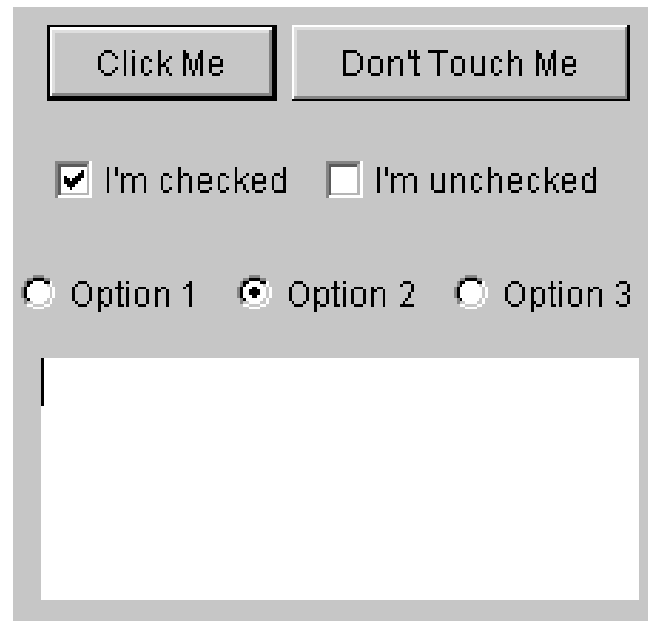 Click Me Don't Touch Me
I'm checked I'm unchecked
Option 1 Option 2 Option 3